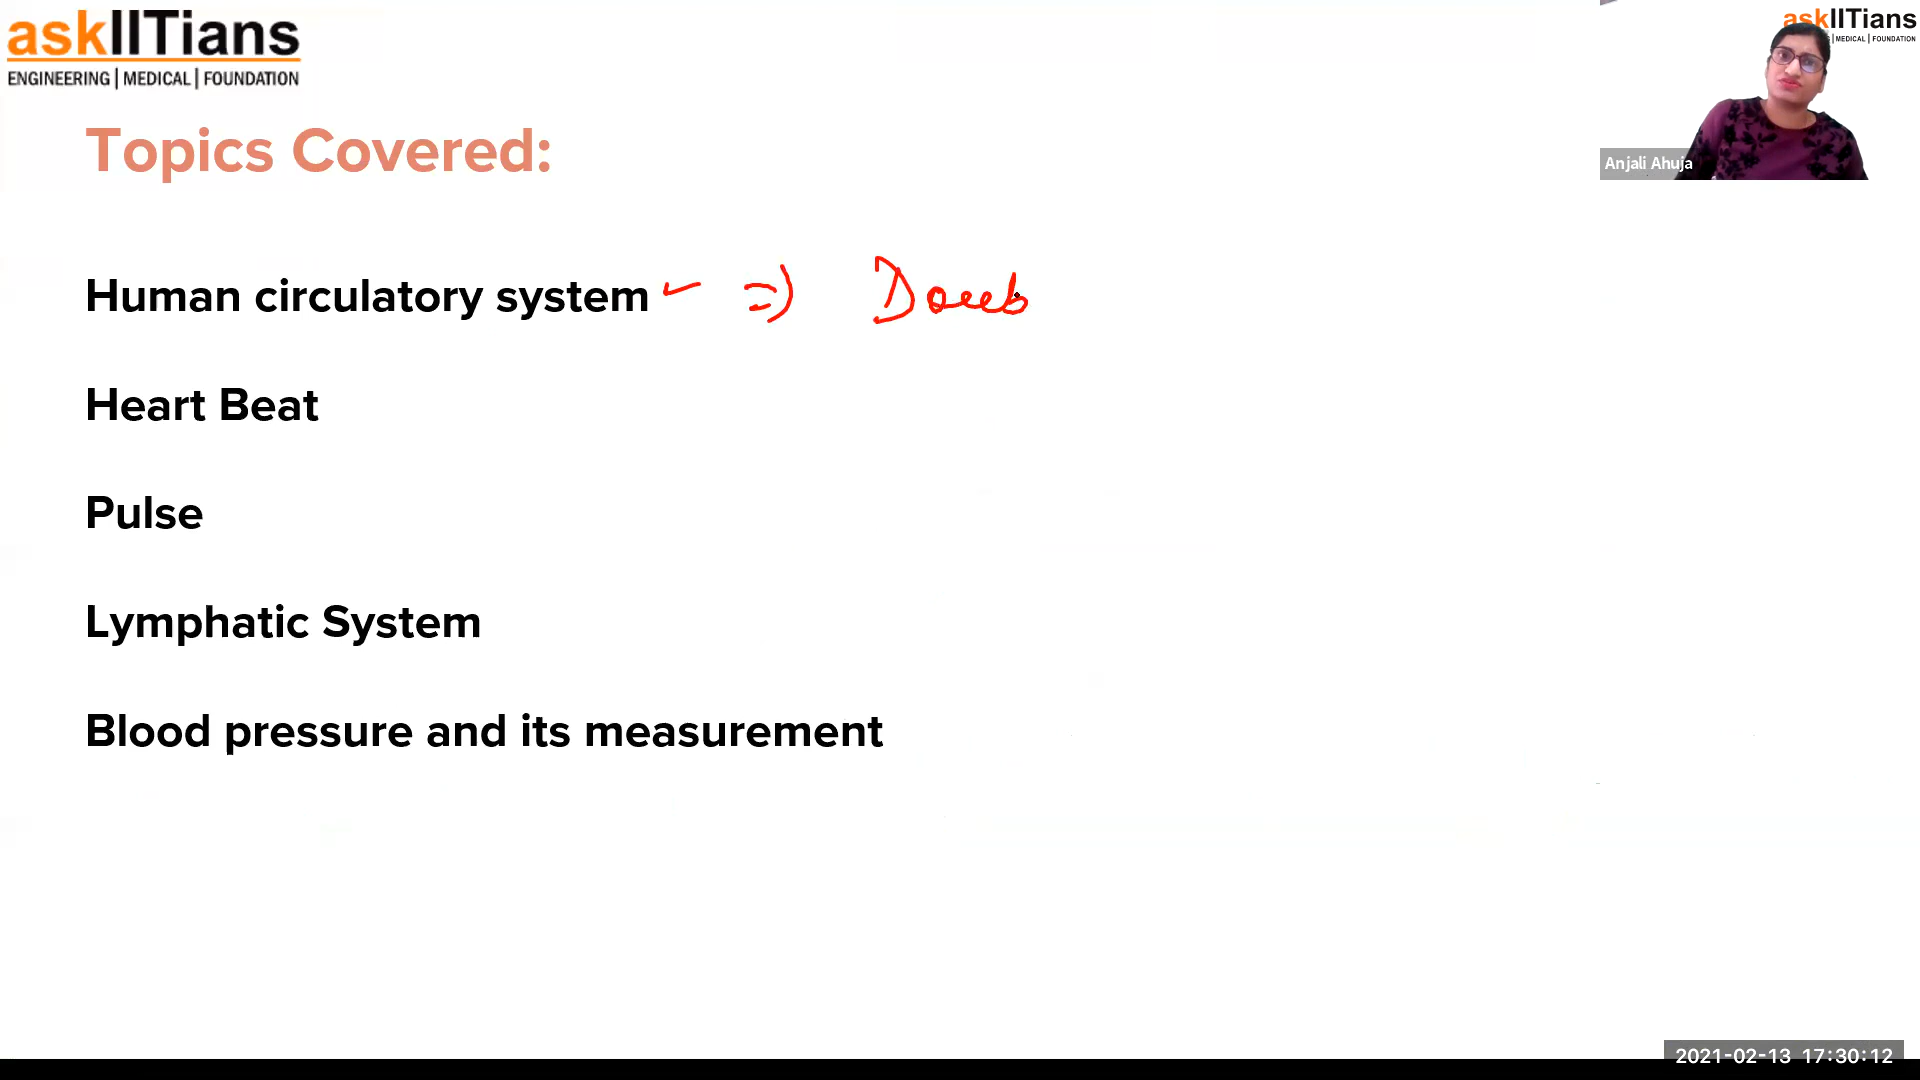 askIITians
ENGINEERING | MEDICAL | FOUNDATION
askIITians
| MEDICAL | FOUNDATION
Anjali Ahuja
Topics Covered:
Human circulatory system ✓ => Doub
Heart Beat
Pulse
Lymphatic System
Blood pressure and its measurement
2021-02-13 17:30:12